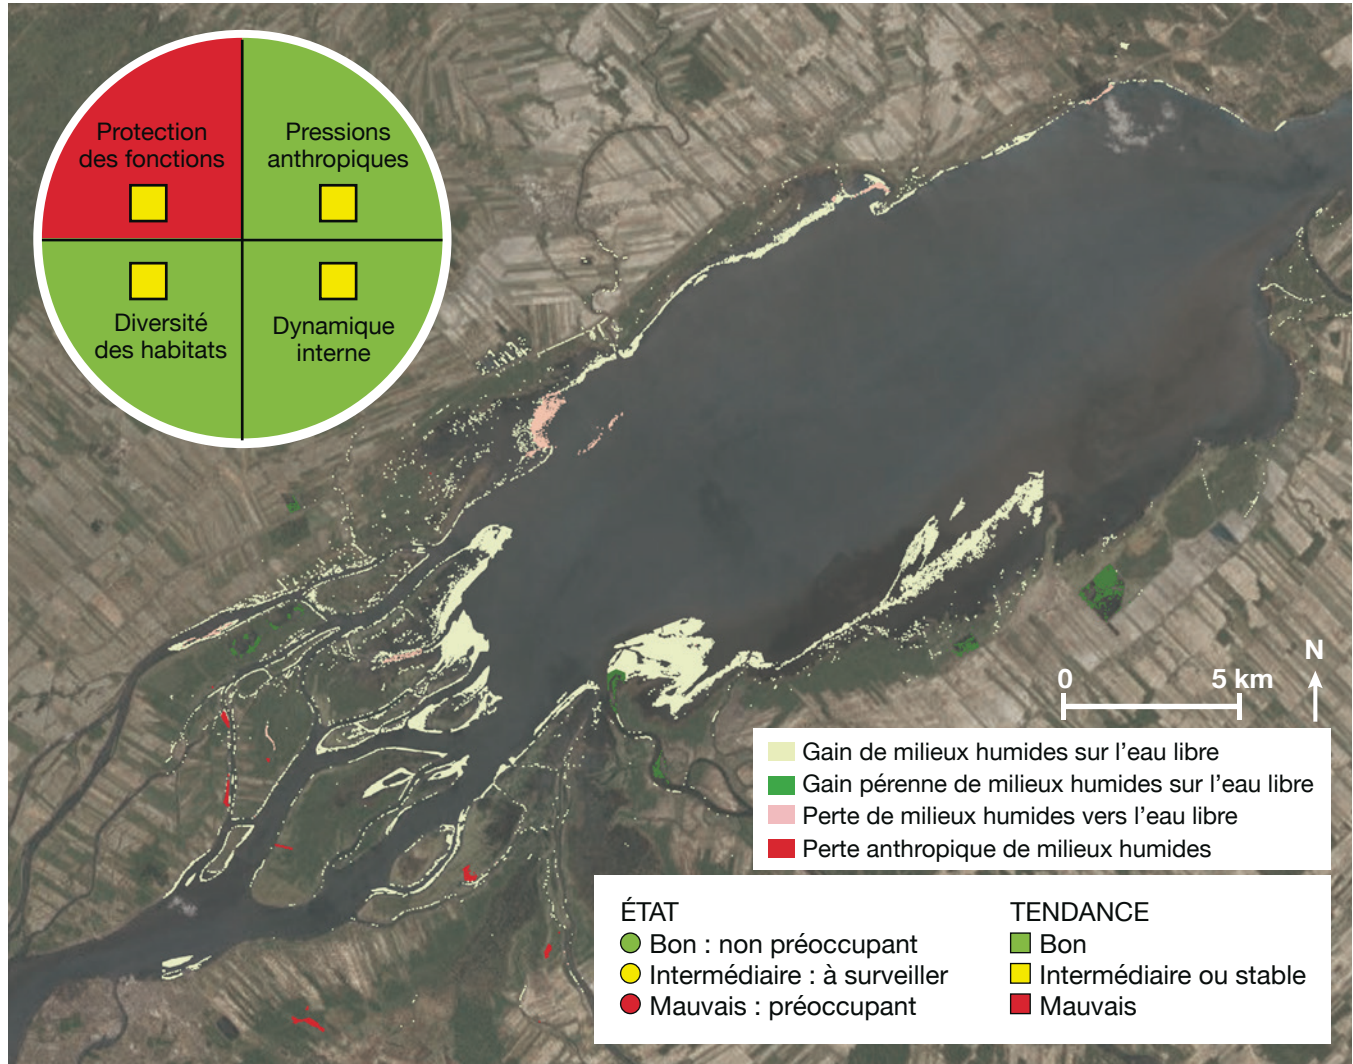 Protection
des fonctions
Pressions
anthropiques
Diversité
des habitats
Dynamique
interne
N
0 5 km
Gain de milieux humides sur l’eau libre
Gain pérenne de milieux humides sur l’eau libre
Perte de milieux humides vers l’eau libre
Perte anthropique de milieux humides
ÉTAT
Bon : non préoccupant
Intermédiaire : à surveiller
Mauvais : préoccupant
TENDANCE
Bon
Intermédiaire ou stable
Mauvais